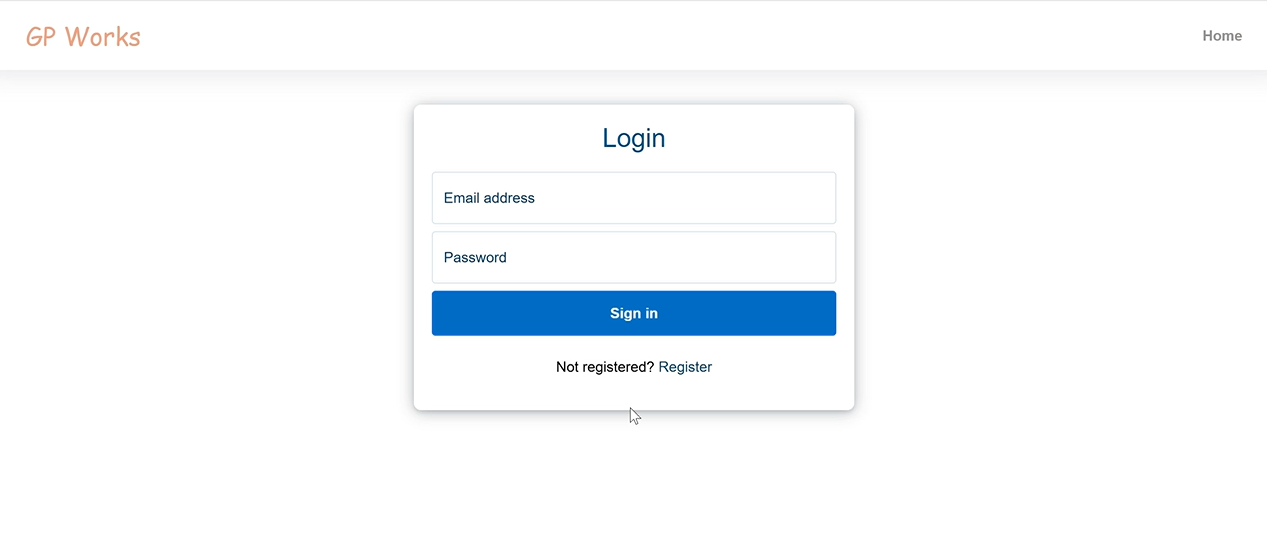 GP Works
Home
Login
Email address
Password
Sign in
Not registered? Register